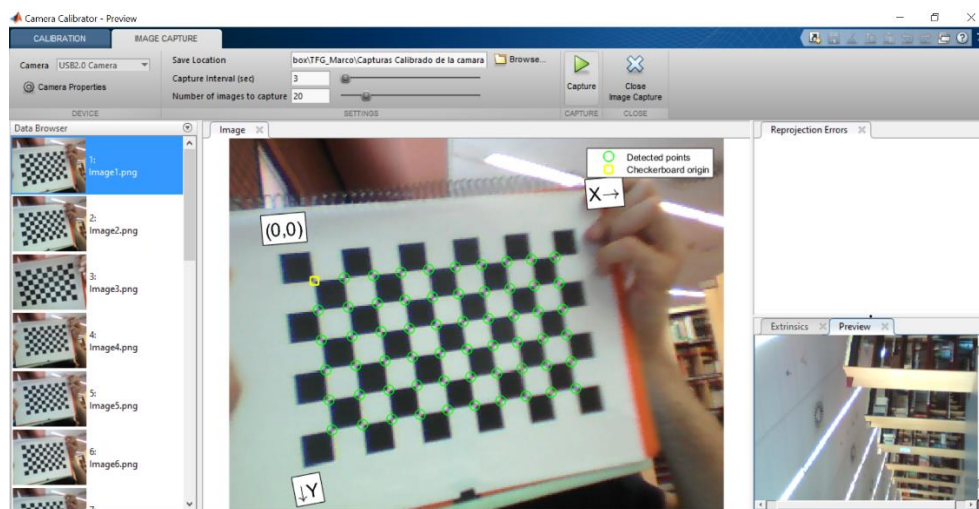 Camera Calibrator - Preview
CALIBRATION
IMAGE CAPTURE
Camera
USB2.0 Camera
Camera Properties
DEVICE
Save Location
box\TFG_Marco\Capturas Calibrado de la camara
Browse...
Capture Interval (sec)
3
Number of images to capture
20
SETTINGS
Capture
CAPTURE
Close
Image Capture
CLOSE
Data Browser
1:
Image1.png
2:
Image2.png
3:
Image3.png
4:
Image4.png
5:
Image5.png
6:
Image6.png
Image
Detected points
Checkerboard origin
(0,0)
X→
↓Y
Reprojection Errors
Extrinsics
Preview